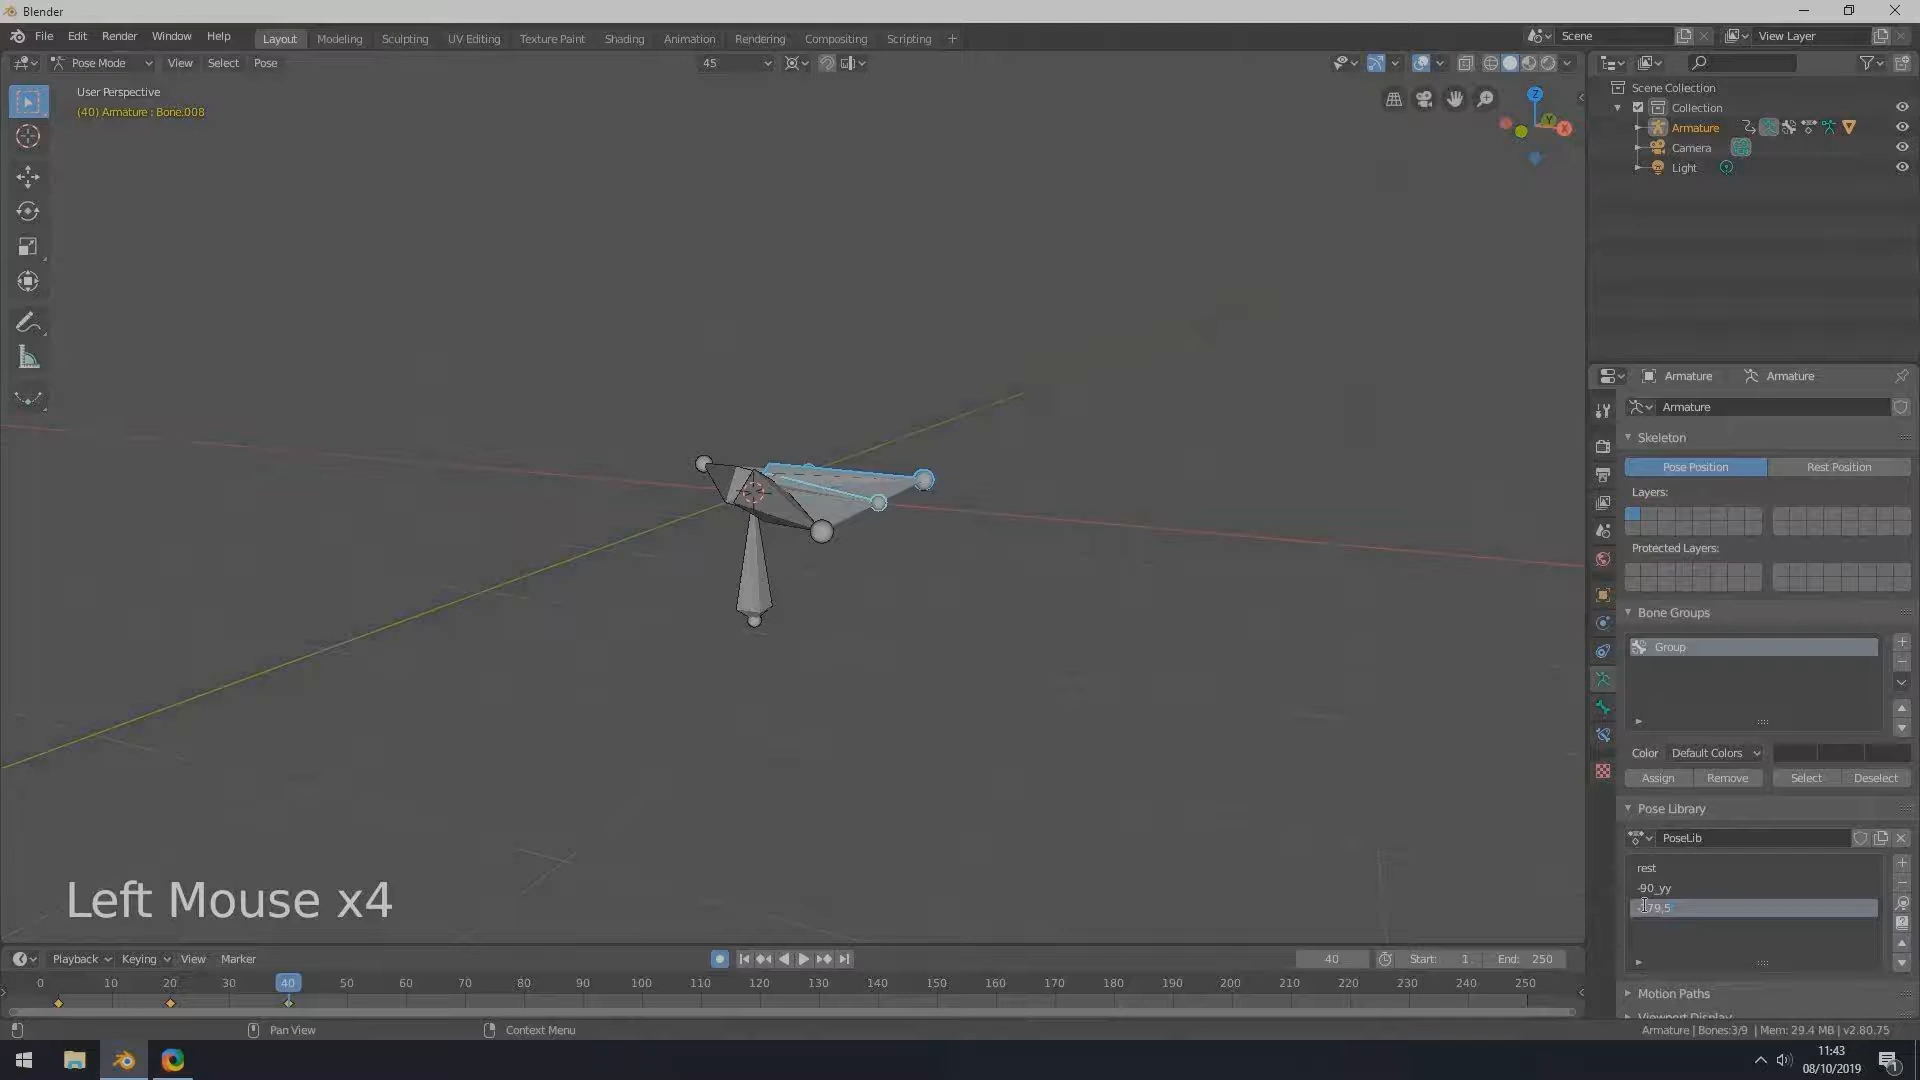 Blender
File Edit Render Window Help Layout Modeling Sculpting UV Editing Texture Paint Shading Animation Rendering Compositing Scripting + Scene View Layer
Pose Mode View Select Pose 45
User Perspective
(40) Armature : Bone.008
Z
Y
X
Scene Collection
Collection
Armature
Camera
Light
Armature Armature
Armature
Skeleton
Pose Position Rest Position
Layers:
Protected Layers:
Bone Groups
Group
Color Default Colors
Assign Remove Select Deselect
Pose Library
PoseLib
rest
-90_yy
79,5
Left Mouse x4
Motion Paths
Viewport Display
Playback Keying View Marker 40 Start: 1 End: 250
0 10 20 30 40 50 60 70 80 90 100 110 120 130 140 150 160 170 180 190 200 210 220 230 240 250
Pan View Context Menu Armature | Bones:3/9 | Mem: 29.4 MB | v2.80.75
11:43
08/10/2019
1